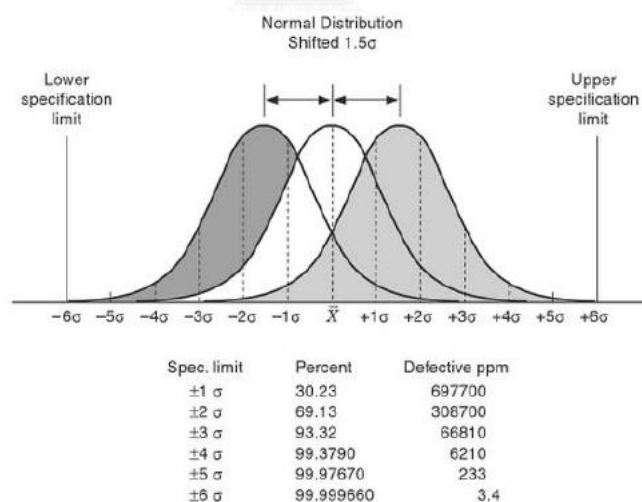 Normal Distribution
Shifted 1.5σ
Lower
specification
limit
Upper
specification
limit
−6σ −5σ −4σ −3σ −2σ −1σ X̄ +1σ +2σ +3σ +4σ +5σ +6σ
Spec. limit Percent Defective ppm
±1 σ 30.23 697700
±2 σ 69.13 308700
±3 σ 93.32 66810
±4 σ 99.3790 6210
±5 σ 99.97670 233
±6 σ 99.999660 3.4